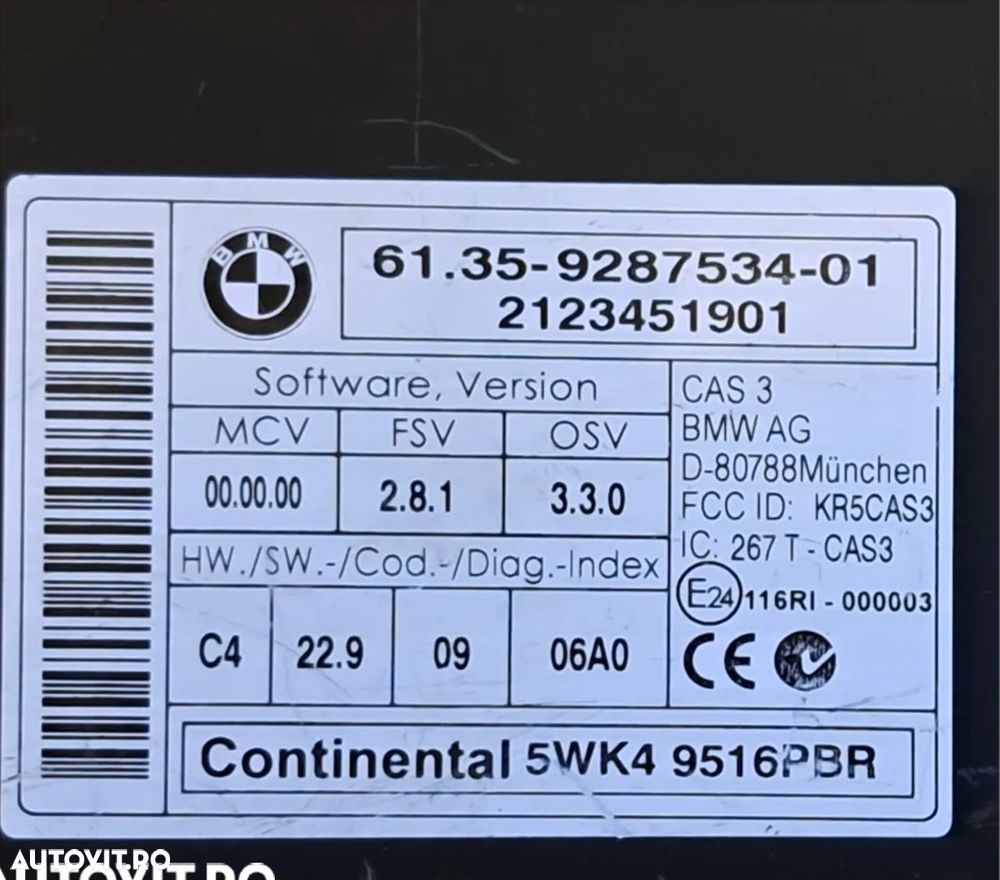 BMW
61.35-9287534-01
2123451901
Software, Version
MCV FSV OSV
00.00.00 2.8.1 3.3.0
HW./SW.-/Cod.-/Diag.-Index
C4 22.9 09 06A0
CAS 3
BMW AG
D-80788München
FCC ID: KR5CAS3
IC: 267 T - CAS3
E24 116RI - 000003
CE
Continental 5WK4 9516PBR
AUTOVIT.RO
AUTOVIT.RO